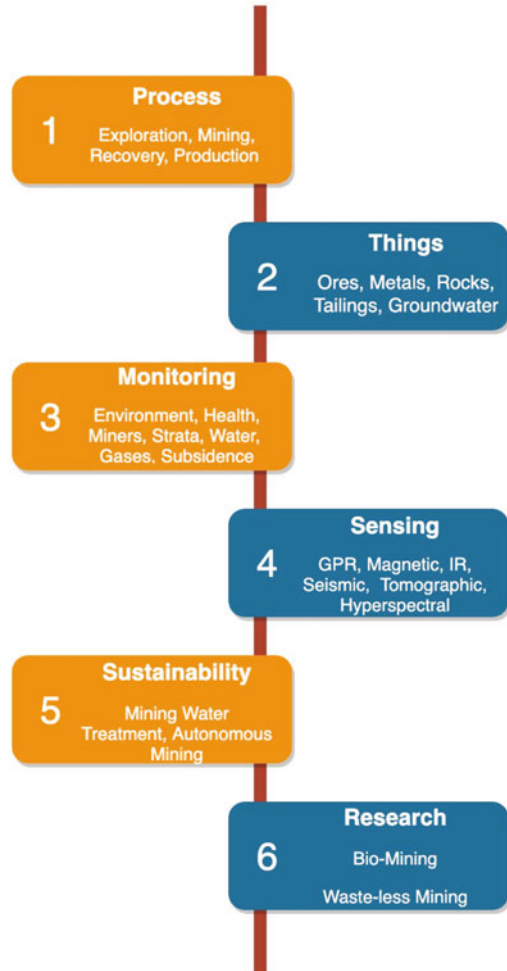 Process
1
Exploration, Mining,
Recovery, Production
Things
2
Ores, Metals, Rocks,
Tailings, Groundwater
Monitoring
3
Environment, Health,
Miners, Strata, Water,
Gases, Subsidence
Sensing
4
GPR, Magnetic, IR,
Seismic, Tomographic,
Hyperspectral
Sustainability
5
Mining Water
Treatment, Autonomous
Mining
Research
6
Bio-Mining
Waste-less Mining